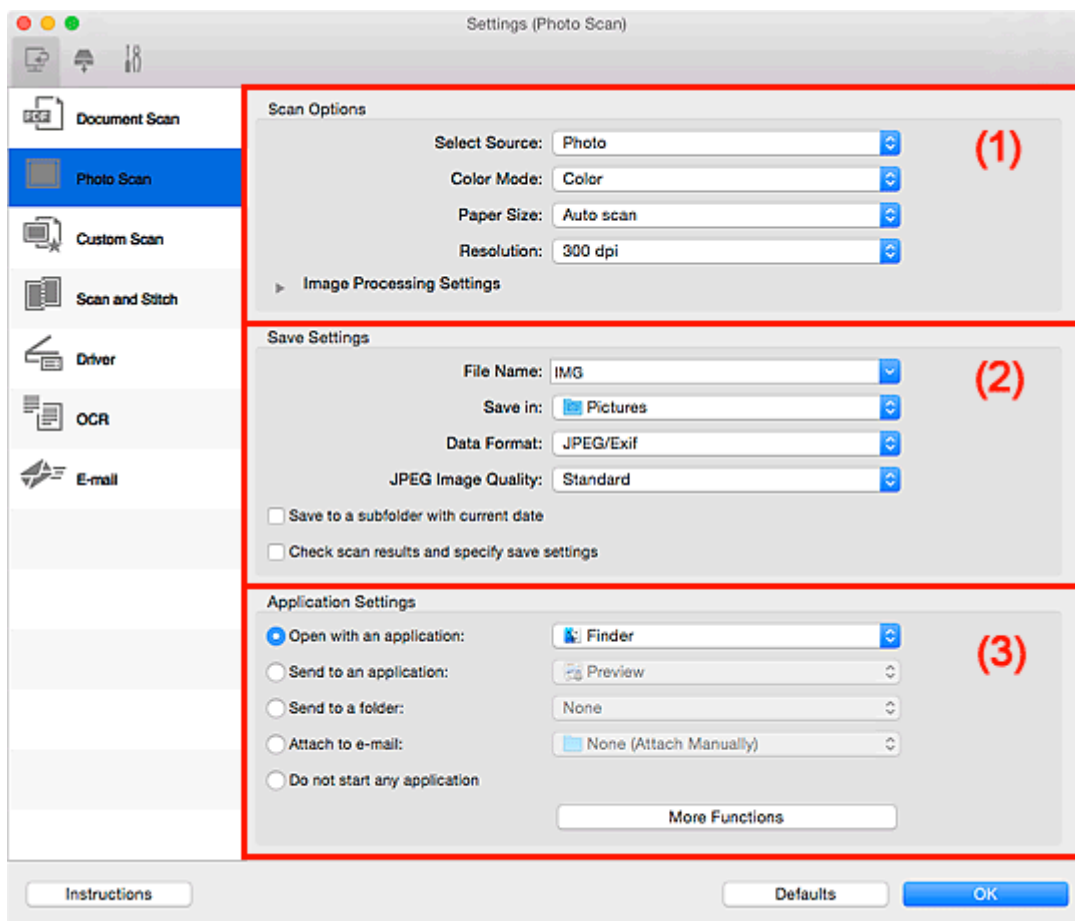 Settings (Photo Scan)
PDF
Document Scan
Photo Scan
Custom Scan
Scan and Stitch
Driver
OCR
E-mail
Scan Options
(1)
Select Source: Photo
Color Mode: Color
Paper Size: Auto scan
Resolution: 300 dpi
Image Processing Settings
Save Settings
(2)
File Name: IMG
Save in: Pictures
Data Format: JPEG/Exif
JPEG Image Quality: Standard
Save to a subfolder with current date
Check scan results and specify save settings
Application Settings
(3)
Open with an application: Finder
Send to an application: Preview
Send to a folder: None
Attach to e-mail: None (Attach Manually)
Do not start any application
More Functions
Instructions Defaults OK